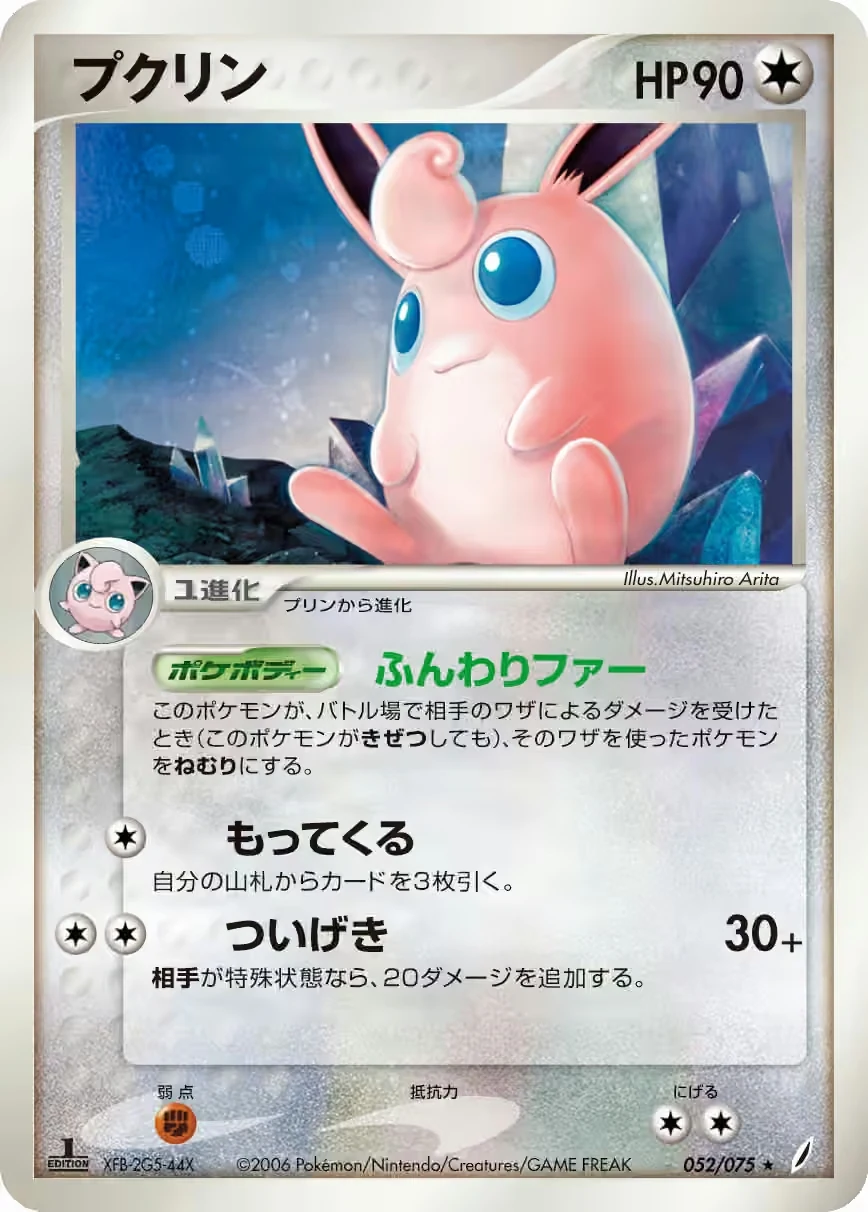 プクリン
HP90
Illus.Mitsuhiro Arita
1進化
プリンから進化
ポケボディー ふんわりファー
このポケモンが、バトル場で相手のワザによるダメージを受けた
とき(このポケモンがきぜつしても)、そのワザを使ったポケモン
をねむりにする。
もってくる
自分の山札からカードを3枚引く。
ついげき 30+
相手が特殊状態なら、20ダメージを追加する。
弱点 抵抗力 にげる
1 EDITION XFB-2G5-44X ©2006 Pokémon/Nintendo/Creatures/GAME FREAK 052/075 ★